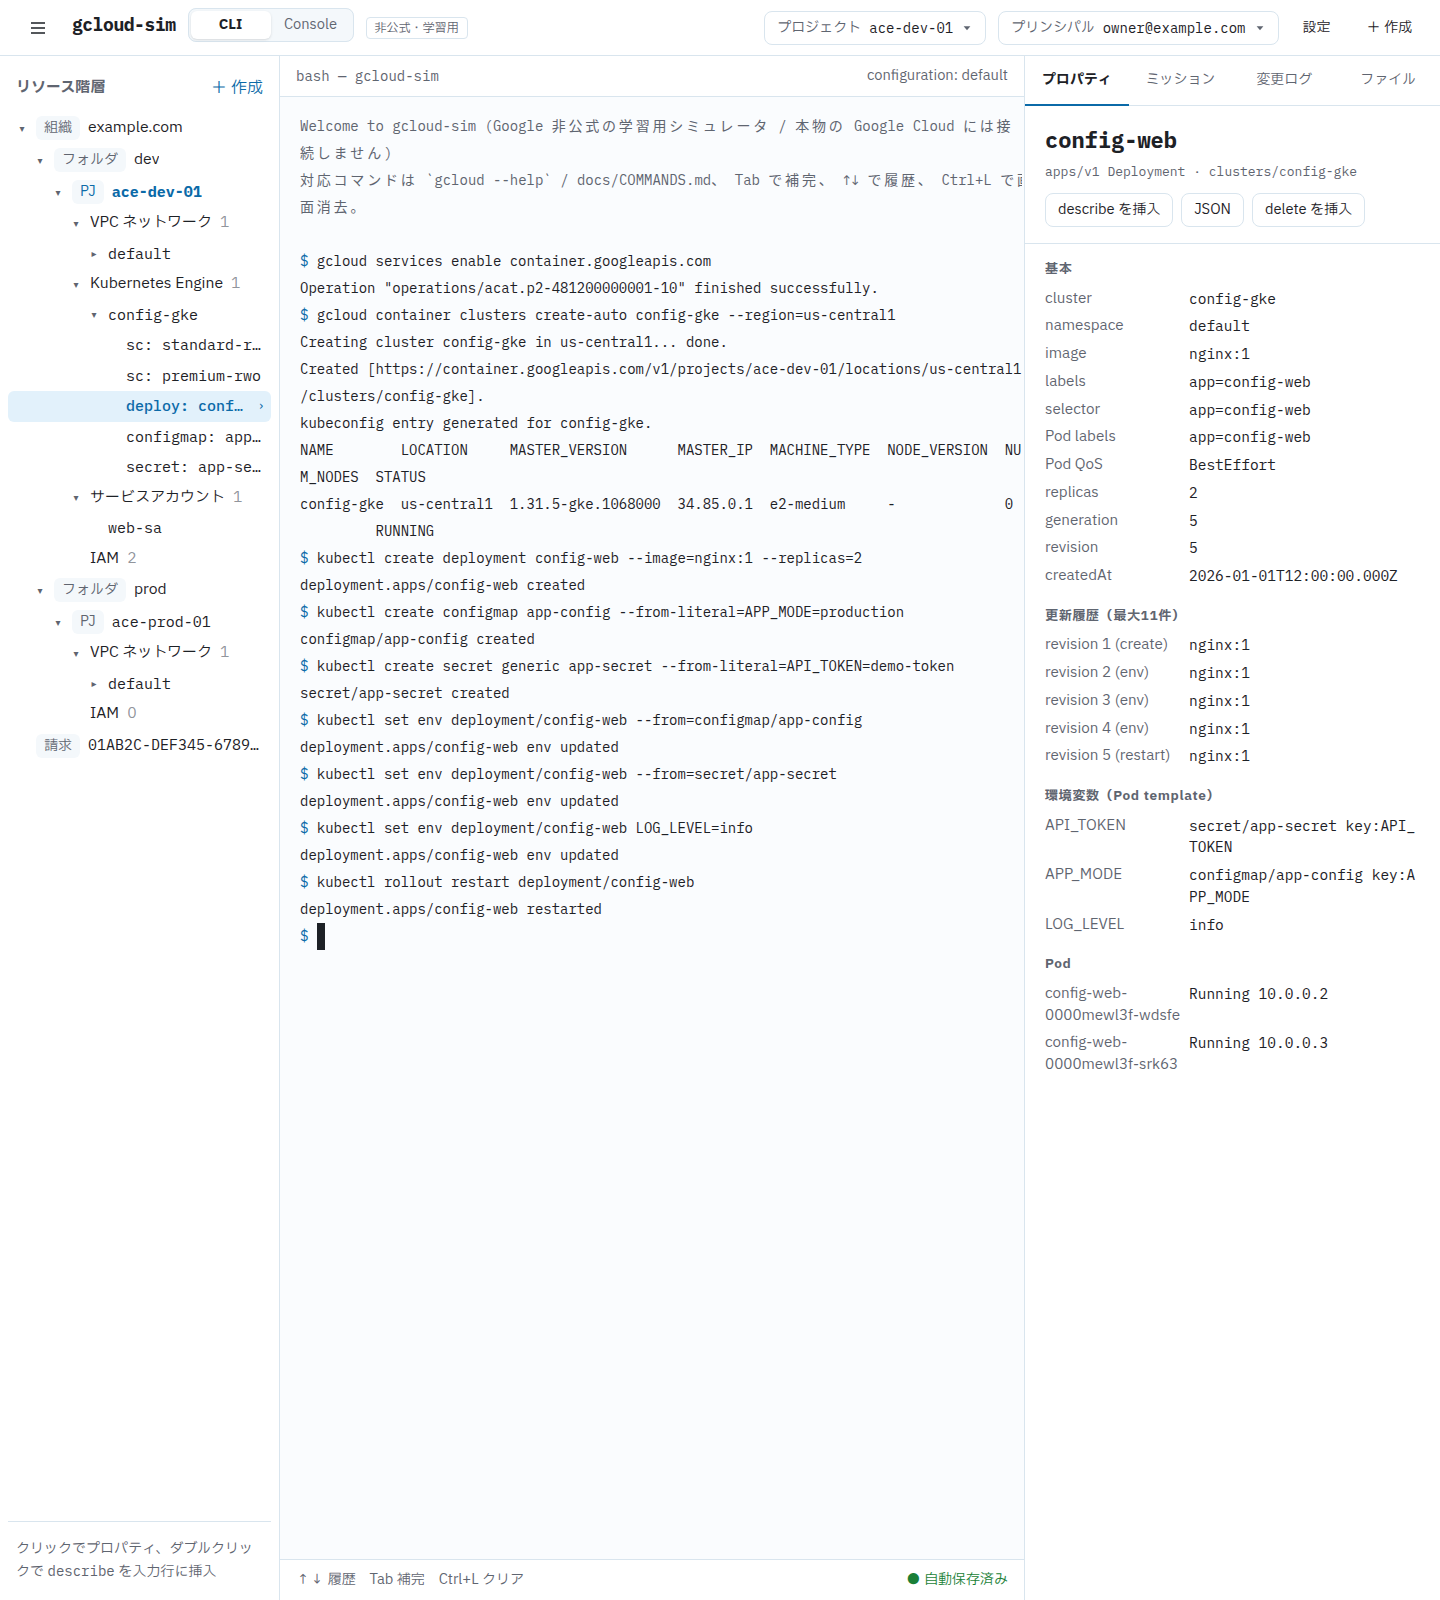 gcloud-sim
CLI
Console
非公式・学習用
プロジェクト ace-dev-01
プリンシパル owner@example.com
設定
＋ 作成
リソース階層
＋ 作成
組織 example.com
フォルダ dev
PJ ace-dev-01
VPC ネットワーク 1
default
Kubernetes Engine 1
config-gke
sc: standard-r…
sc: premium-rwo
deploy: conf… ›
configmap: app…
secret: app-se…
サービスアカウント 1
web-sa
IAM 2
フォルダ prod
PJ ace-prod-01
VPC ネットワーク 1
default
IAM 0
請求 01AB2C-DEF345-6789…
クリックでプロパティ、ダブルクリッ
クで describe を入力行に挿入
bash — gcloud-sim
configuration: default
Welcome to gcloud-sim (Google 非公式の学習用シミュレータ / 本物の Google Cloud には接
続しません)
対応コマンドは `gcloud --help` / docs/COMMANDS.md、 Tab で補完、 ↑↓ で履歴、 Ctrl+L で画
面消去。
$ gcloud services enable container.googleapis.com
Operation "operations/acat.p2-481200000001-10" finished successfully.
$ gcloud container clusters create-auto config-gke --region=us-central1
Creating cluster config-gke in us-central1... done.
Created [https://container.googleapis.com/v1/projects/ace-dev-01/locations/us-central1
/clusters/config-gke].
kubeconfig entry generated for config-gke.
NAME        LOCATION     MASTER_VERSION      MASTER_IP  MACHINE_TYPE  NODE_VERSION  NU
M_NODES  STATUS
config-gke  us-central1  1.31.5-gke.1068000  34.85.0.1  e2-medium     -             0
         RUNNING
$ kubectl create deployment config-web --image=nginx:1 --replicas=2
deployment.apps/config-web created
$ kubectl create configmap app-config --from-literal=APP_MODE=production
configmap/app-config created
$ kubectl create secret generic app-secret --from-literal=API_TOKEN=demo-token
secret/app-secret created
$ kubectl set env deployment/config-web --from=configmap/app-config
deployment.apps/config-web env updated
$ kubectl set env deployment/config-web --from=secret/app-secret
deployment.apps/config-web env updated
$ kubectl set env deployment/config-web LOG_LEVEL=info
deployment.apps/config-web env updated
$ kubectl rollout restart deployment/config-web
deployment.apps/config-web restarted
$
↑↓ 履歴 Tab 補完 Ctrl+L クリア
● 自動保存済み
プロパティ
ミッション
変更ログ
ファイル
config-web
apps/v1 Deployment · clusters/config-gke
describe を挿入
JSON
delete を挿入
基本
cluster config-gke
namespace default
image nginx:1
labels app=config-web
selector app=config-web
Pod labels app=config-web
Pod QoS BestEffort
replicas 2
generation 5
revision 5
createdAt 2026-01-01T12:00:00.000Z
更新履歴（最大11件）
revision 1 (create) nginx:1
revision 2 (env) nginx:1
revision 3 (env) nginx:1
revision 4 (env) nginx:1
revision 5 (restart) nginx:1
環境変数（Pod template）
API_TOKEN secret/app-secret key:API_
TOKEN
APP_MODE configmap/app-config key:A
PP_MODE
LOG_LEVEL info
Pod
config-web- Running 10.0.0.2
0000mewl3f-wdsfe
config-web- Running 10.0.0.3
0000mewl3f-srk63